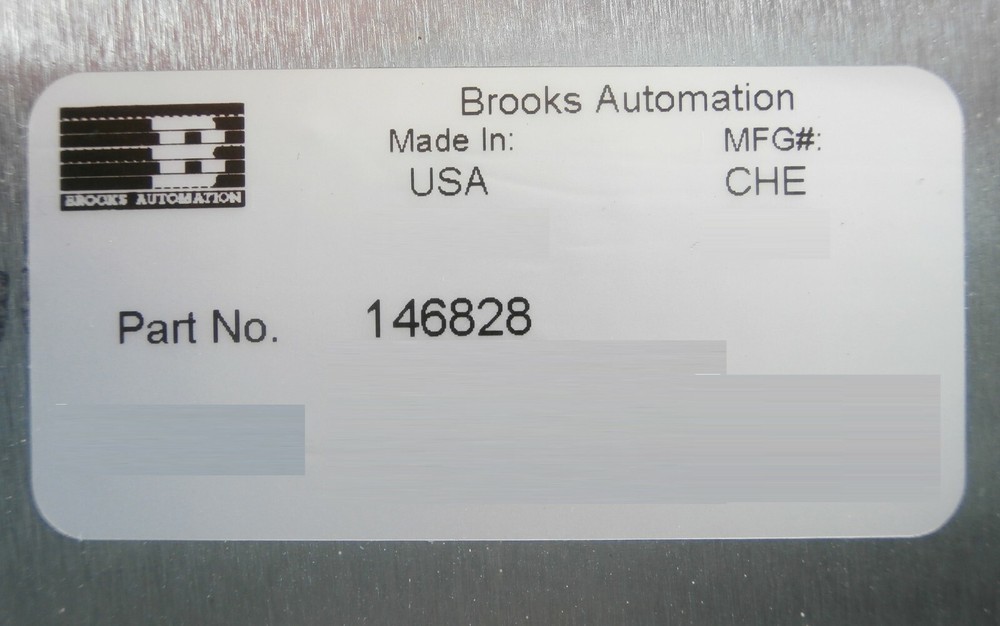 Brooks Automation
BROOKS AUTOMATION
Made In: MFG#:
USA CHE
Part No. 146828